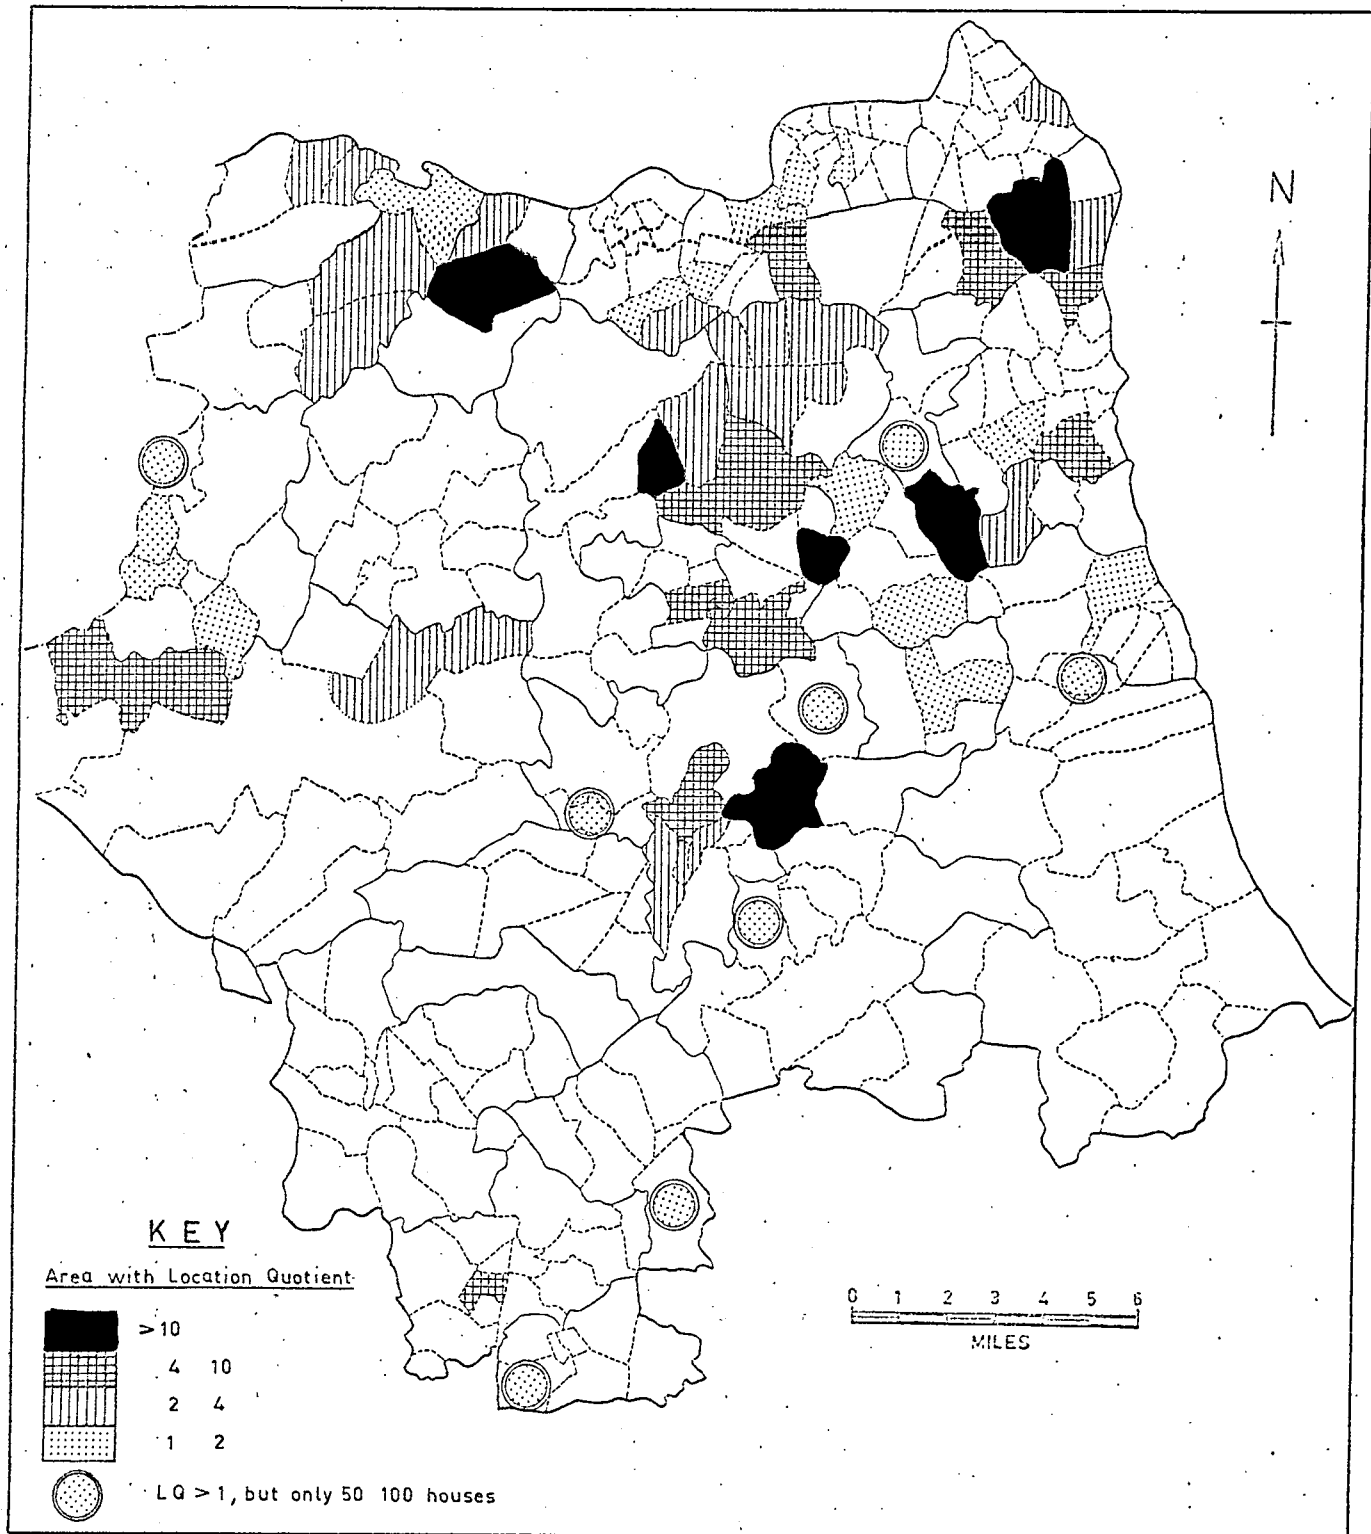 N
KEY
Area with Location Quotient
>10
4 10
2 4
1 2
LQ > 1, but only 50 100 houses
0 1 2 3 4 5 6
MILES